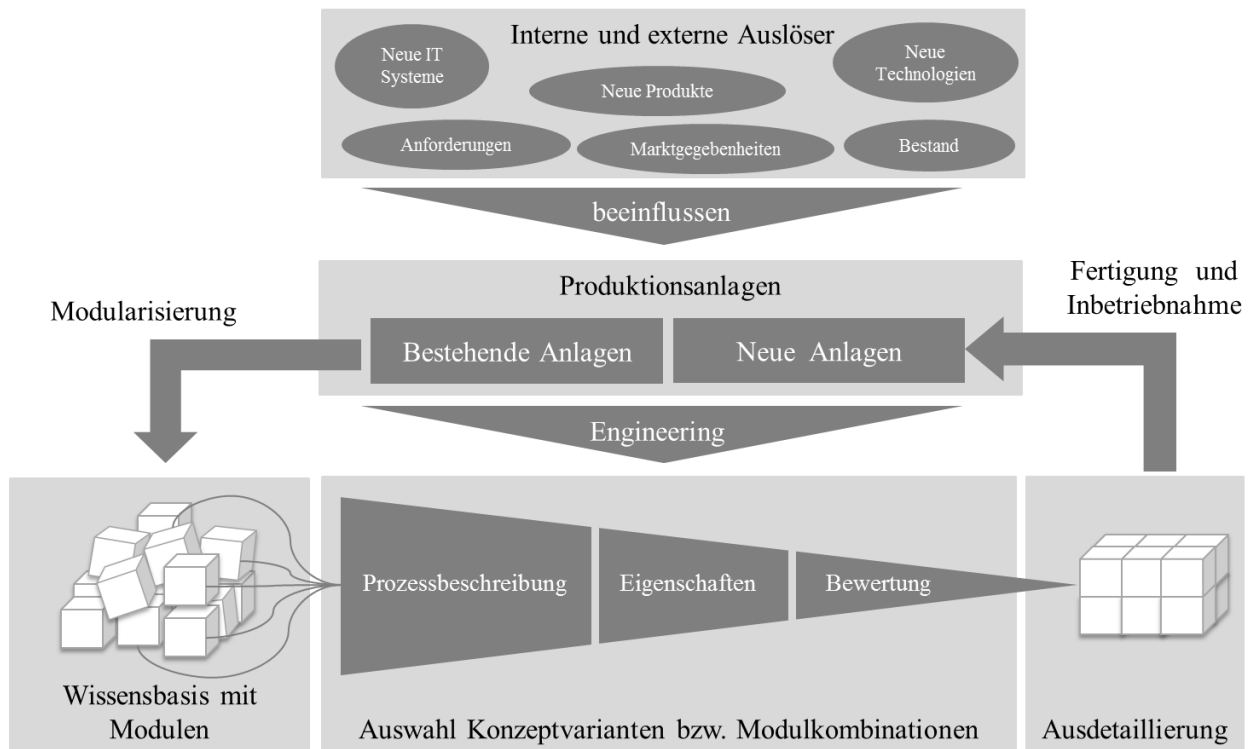 Interne und externe Auslöser
Neue IT
Systeme
Neue Produkte
Neue
Technologien
Anforderungen
Marktgegebenheiten
Bestand
beeinflussen
Produktionsanlagen
Bestehende Anlagen
Neue Anlagen
Modularisierung
Fertigung und
Inbetriebnahme
Engineering
Prozessbeschreibung
Eigenschaften
Bewertung
Wissensbasis mit
Modulen
Auswahl Konzeptvarianten bzw. Modulkombinationen
Ausdetaillierung